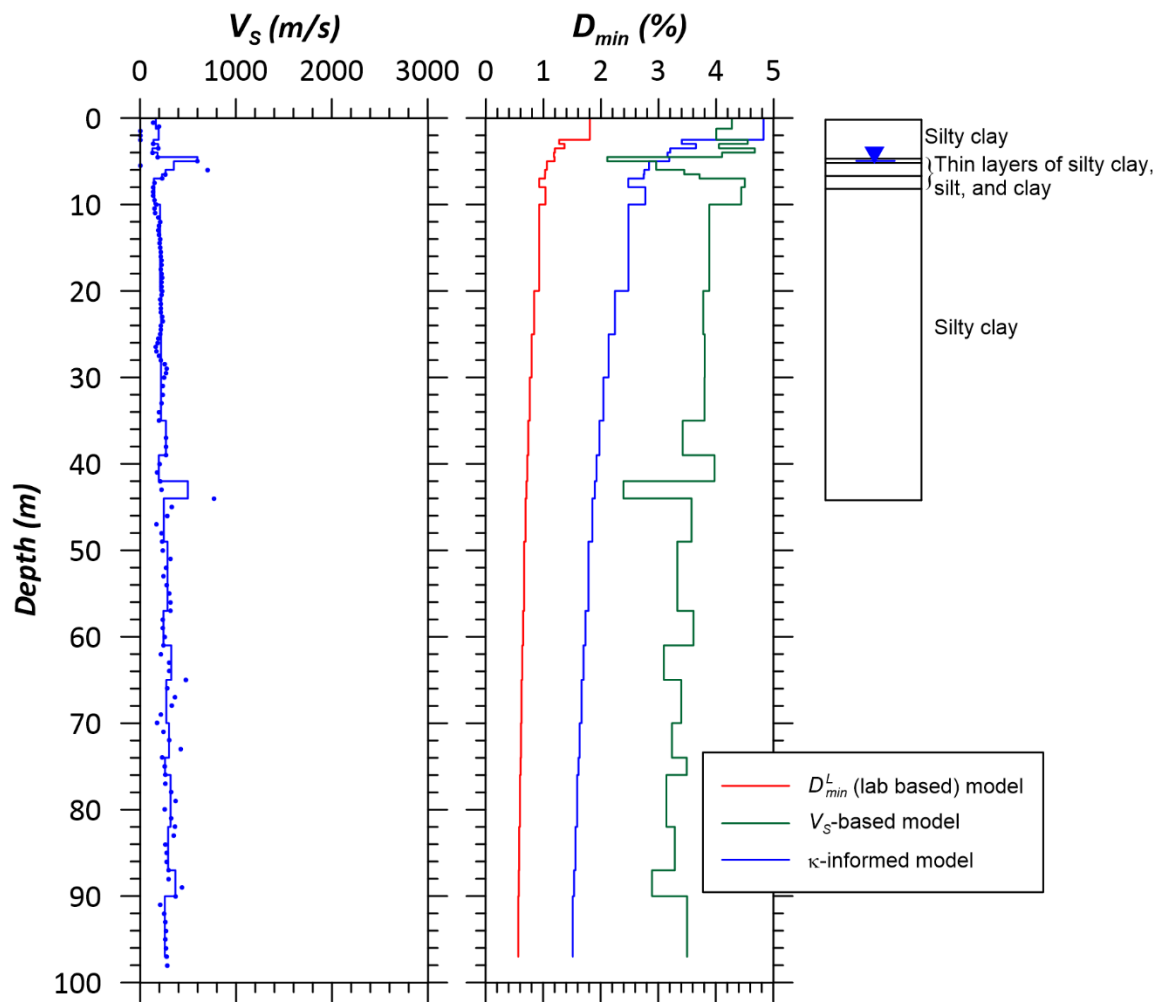 V_S (m/s)
D_min (%)
0 1000 2000 3000
0 1 2 3 4 5
Depth (m)
0
10
20
30
40
50
60
70
80
90
100
Silty clay
Thin layers of silty clay,
silt, and clay
Silty clay
D^L_min (lab based) model
V_S-based model
κ-informed model